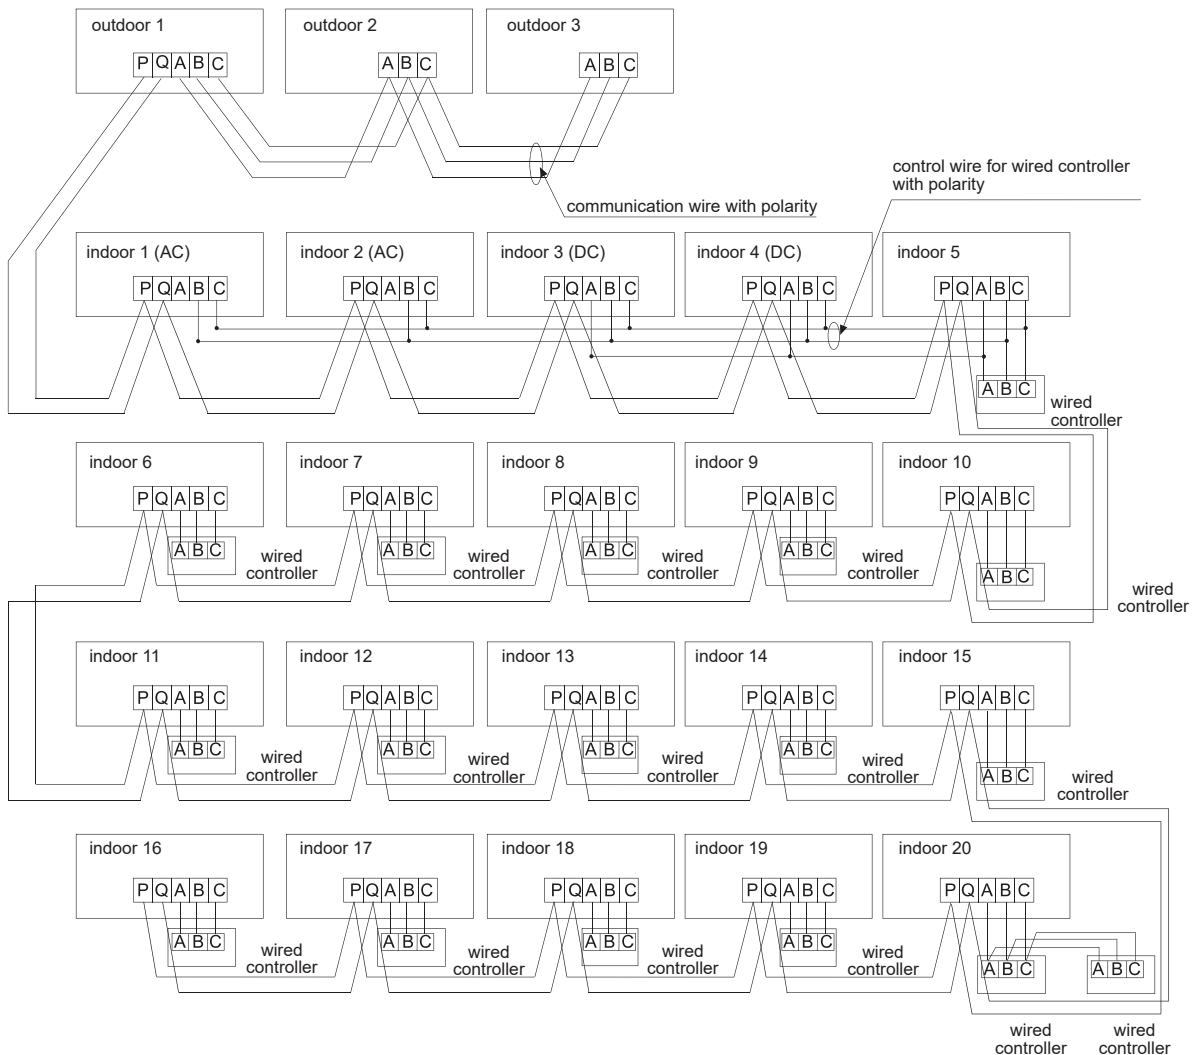 outdoor 1
outdoor 2
outdoor 3
P Q A B C
A B C
A B C
control wire for wired controller
with polarity
communication wire with polarity
indoor 1 (AC)
indoor 2 (AC)
indoor 3 (DC)
indoor 4 (DC)
indoor 5
P Q A B C
P Q A B C
P Q A B C
P Q A B C
P Q A B C
A B C
wired
controller
indoor 6
indoor 7
indoor 8
indoor 9
indoor 10
P Q A B C
P Q A B C
P Q A B C
P Q A B C
P Q A B C
A B C
wired
controller
A B C
wired
controller
A B C
wired
controller
A B C
wired
controller
A B C
wired
controller
indoor 11
indoor 12
indoor 13
indoor 14
indoor 15
P Q A B C
P Q A B C
P Q A B C
P Q A B C
P Q A B C
A B C
wired
controller
A B C
wired
controller
A B C
wired
controller
A B C
wired
controller
A B C
wired
controller
indoor 16
indoor 17
indoor 18
indoor 19
indoor 20
P Q A B C
P Q A B C
P Q A B C
P Q A B C
P Q A B C
A B C
wired
controller
A B C
wired
controller
A B C
wired
controller
A B C
wired
controller
A B C
A B C
wired
controller
wired
controller